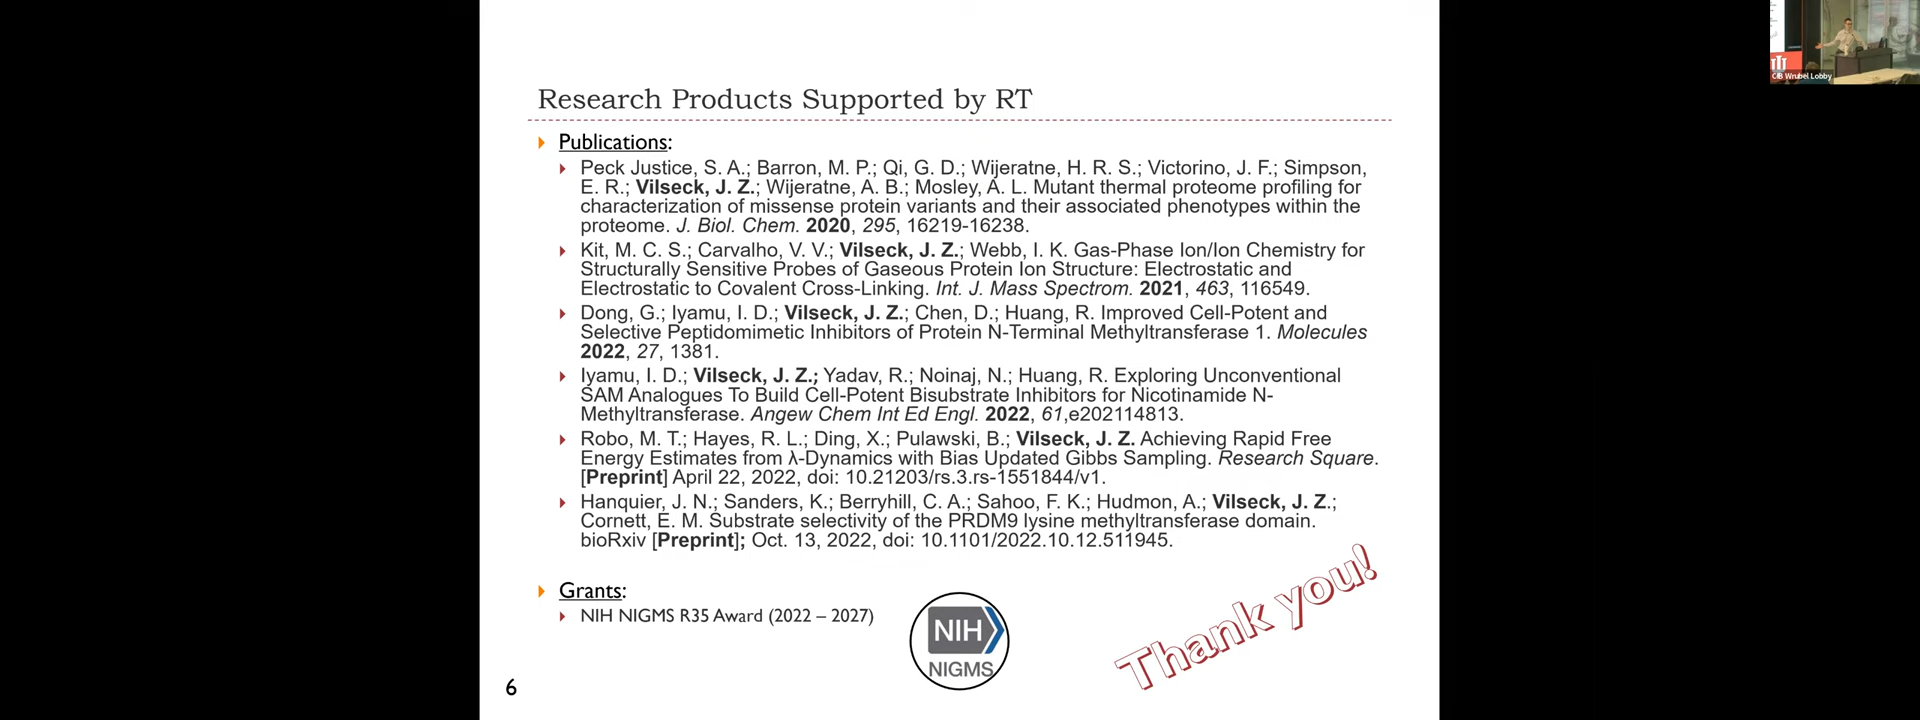 Research Products Supported by RT
Publications:
Peck Justice, S. A.; Barron, M. P.; Qi, G. D.; Wijeratne, H. R. S.; Victorino, J. F.; Simpson,
E. R.; Vilseck, J. Z.; Wijeratne, A. B.; Mosley, A. L. Mutant thermal proteome profiling for
characterization of missense protein variants and their associated phenotypes within the
proteome. J. Biol. Chem. 2020, 295, 16219-16238.
Kit, M. C. S.; Carvalho, V. V.; Vilseck, J. Z.; Webb, I. K. Gas-Phase Ion/Ion Chemistry for
Structurally Sensitive Probes of Gaseous Protein Ion Structure: Electrostatic and
Electrostatic to Covalent Cross-Linking. Int. J. Mass Spectrom. 2021, 463, 116549.
Dong, G.; Iyamu, I. D.; Vilseck, J. Z.; Chen, D.; Huang, R. Improved Cell-Potent and
Selective Peptidomimetic Inhibitors of Protein N-Terminal Methyltransferase 1. Molecules
2022, 27, 1381.
Iyamu, I. D.; Vilseck, J. Z.; Yadav, R.; Noinaj, N.; Huang, R. Exploring Unconventional
SAM Analogues To Build Cell-Potent Bisubstrate Inhibitors for Nicotinamide N-
Methyltransferase. Angew Chem Int Ed Engl. 2022, 61,e202114813.
Robo, M. T.; Hayes, R. L.; Ding, X.; Pulawski, B.; Vilseck, J. Z. Achieving Rapid Free
Energy Estimates from λ-Dynamics with Bias Updated Gibbs Sampling. Research Square.
[Preprint] April 22, 2022, doi: 10.21203/rs.3.rs-1551844/v1.
Hanquier, J. N.; Sanders, K.; Berryhill, C. A.; Sahoo, F. K.; Hudmon, A.; Vilseck, J. Z.;
Cornett, E. M. Substrate selectivity of the PRDM9 lysine methyltransferase domain.
bioRxiv [Preprint]; Oct. 13, 2022, doi: 10.1101/2022.10.12.511945.
Grants:
NIH NIGMS R35 Award (2022 – 2027)
NIH
NIGMS
Thank you!
6
CIB Wrubel Lobby